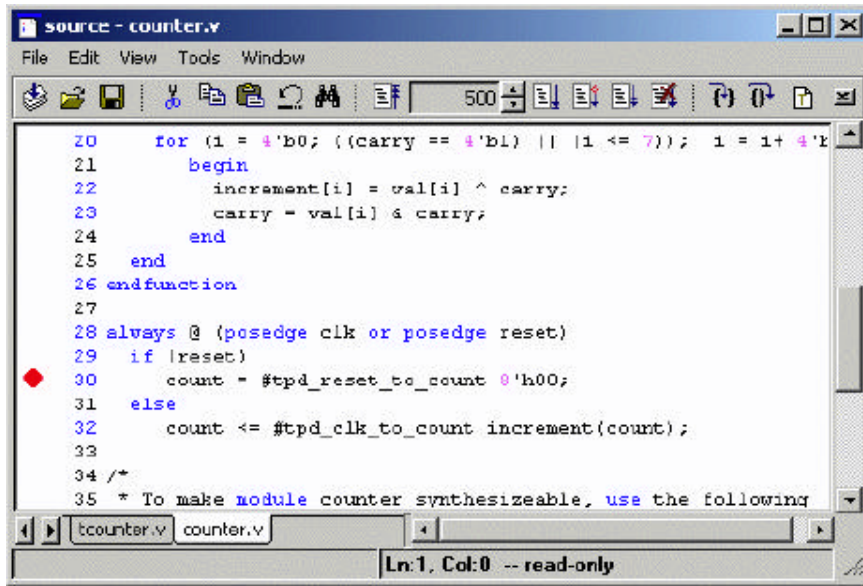 source - counter.v
File Edit View Tools Window
500
20 for (i = 4'b0; ((carry == 4'b1) || (i <= 7)); i = i+ 4'b
21 begin
22 increment[i] = val[i] ^ carry;
23 carry = val[i] & carry;
24 end
25 end
26 endfunction
27
28 always @ (posedge clk or posedge reset)
29 if (reset)
30 count = #tpd_reset_to_count 8'h00;
31 else
32 count <= #tpd_clk_to_count increment(count);
33
34 /*
35 * To make module counter synthesizeable, use the following
tcounter.v counter.v
Ln:1, Col:0 -- read-only